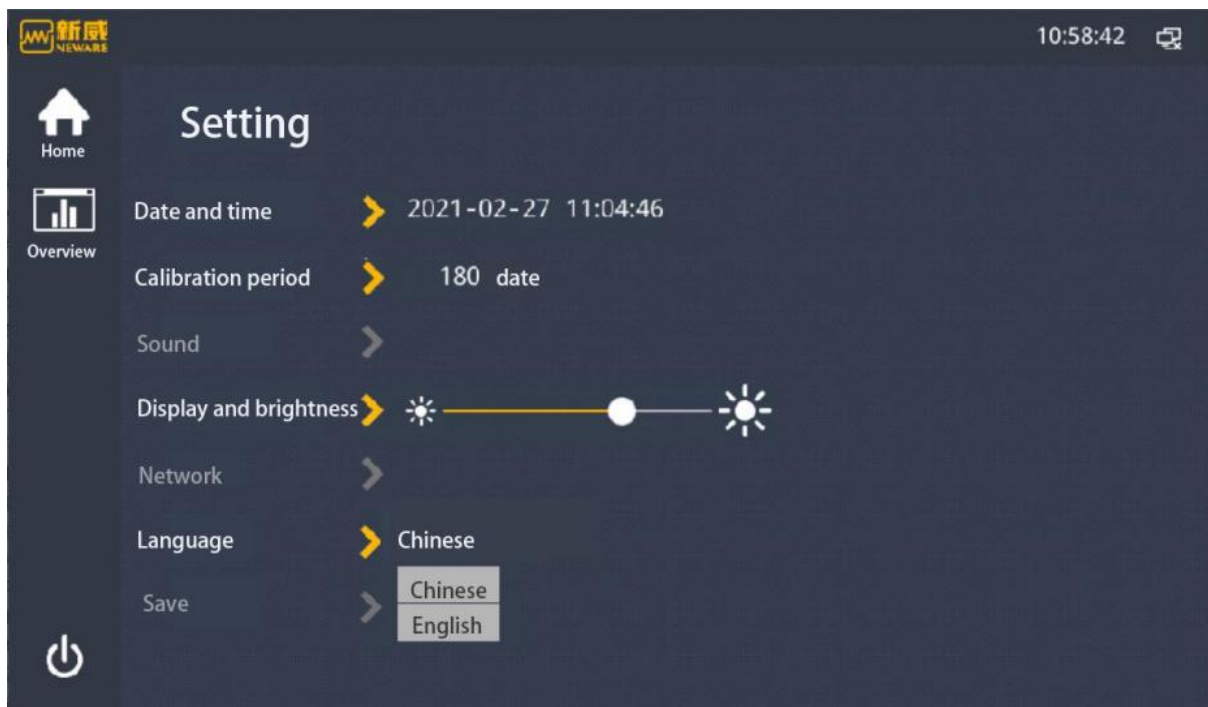 新威
NEWARE
10:58:42
Home
Setting
Overview
Date and time 2021-02-27 11:04:46
Calibration period 180 date
Sound
Display and brightness
Network
Language Chinese
Chinese
Save
English